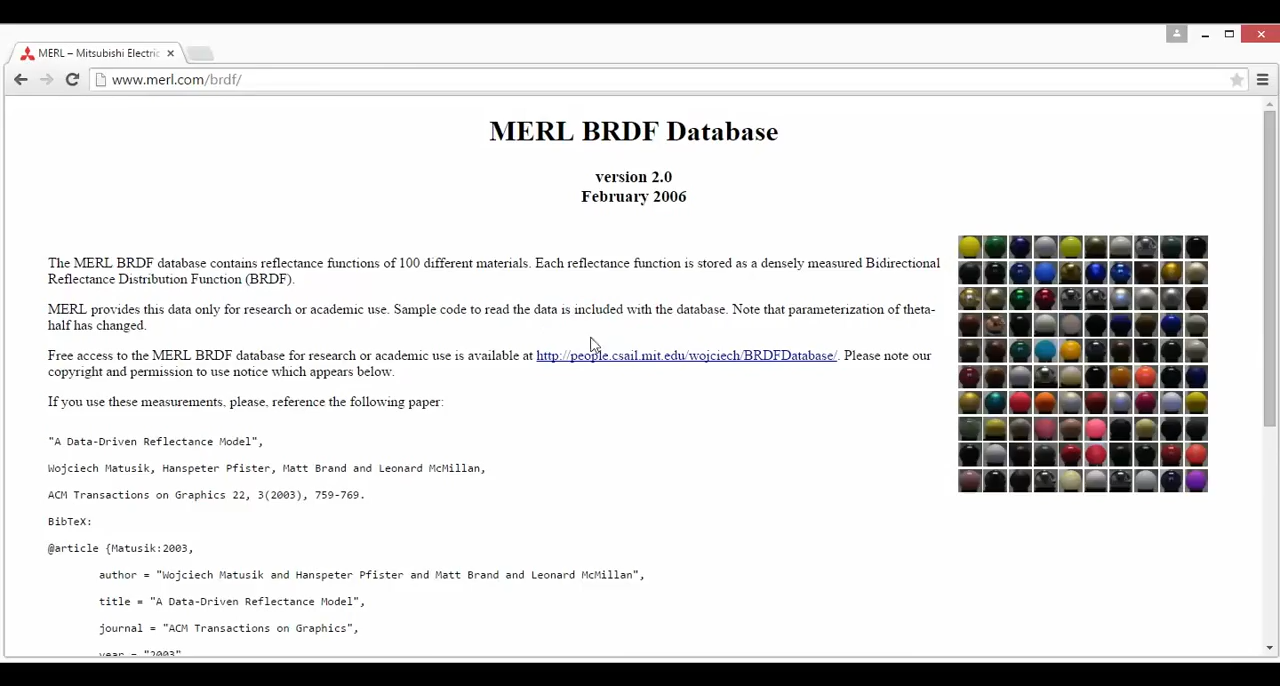 MERL – Mitsubishi Electric
www.merl.com/brdf/
MERL BRDF Database
version 2.0
February 2006
The MERL BRDF database contains reflectance functions of 100 different materials. Each reflectance function is stored as a densely measured Bidirectional
Reflectance Distribution Function (BRDF).
MERL provides this data only for research or academic use. Sample code to read the data is included with the database. Note that parameterization of theta-
half has changed.
Free access to the MERL BRDF database for research or academic use is available at http://people.csail.mit.edu/wojciech/BRDFDatabase/. Please note our
copyright and permission to use notice which appears below.
If you use these measurements, please, reference the following paper:
"A Data-Driven Reflectance Model",
Wojciech Matusik, Hanspeter Pfister, Matt Brand and Leonard McMillan,
ACM Transactions on Graphics 22, 3(2003), 759-769.
BibTeX:
@article {Matusik:2003,
author = "Wojciech Matusik and Hanspeter Pfister and Matt Brand and Leonard McMillan",
title = "A Data-Driven Reflectance Model",
journal = "ACM Transactions on Graphics",
year = "2003"